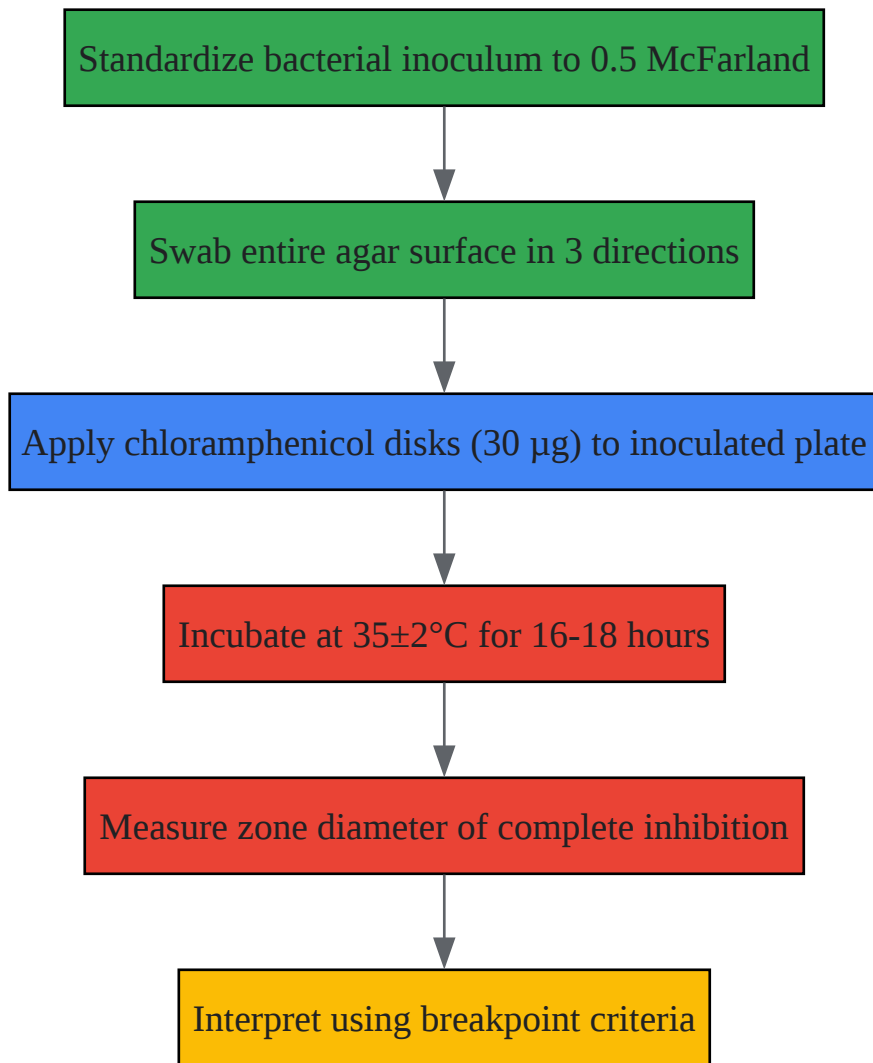 Standardize bacterial inoculum to 0.5 McFarland
Swab entire agar surface in 3 directions
Apply chloramphenicol disks (30 µg) to inoculated plate
Incubate at 35±2°C for 16-18 hours
Measure zone diameter of complete inhibition
Interpret using breakpoint criteria